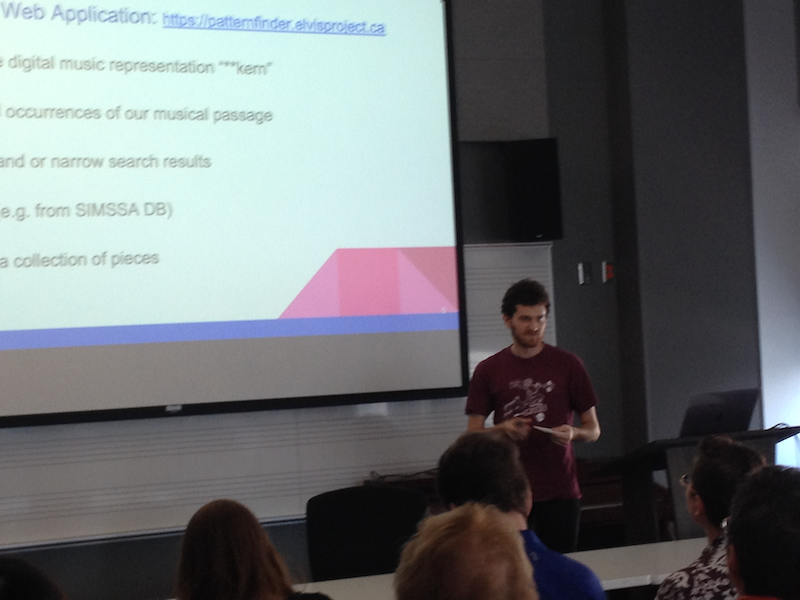 Web Application: https://patternfinder.elvisproject.ca
digital music representation "**kern"
occurrences of our musical passage
and or narrow search results
(e.g. from SIMSSA DB)
a collection of pieces